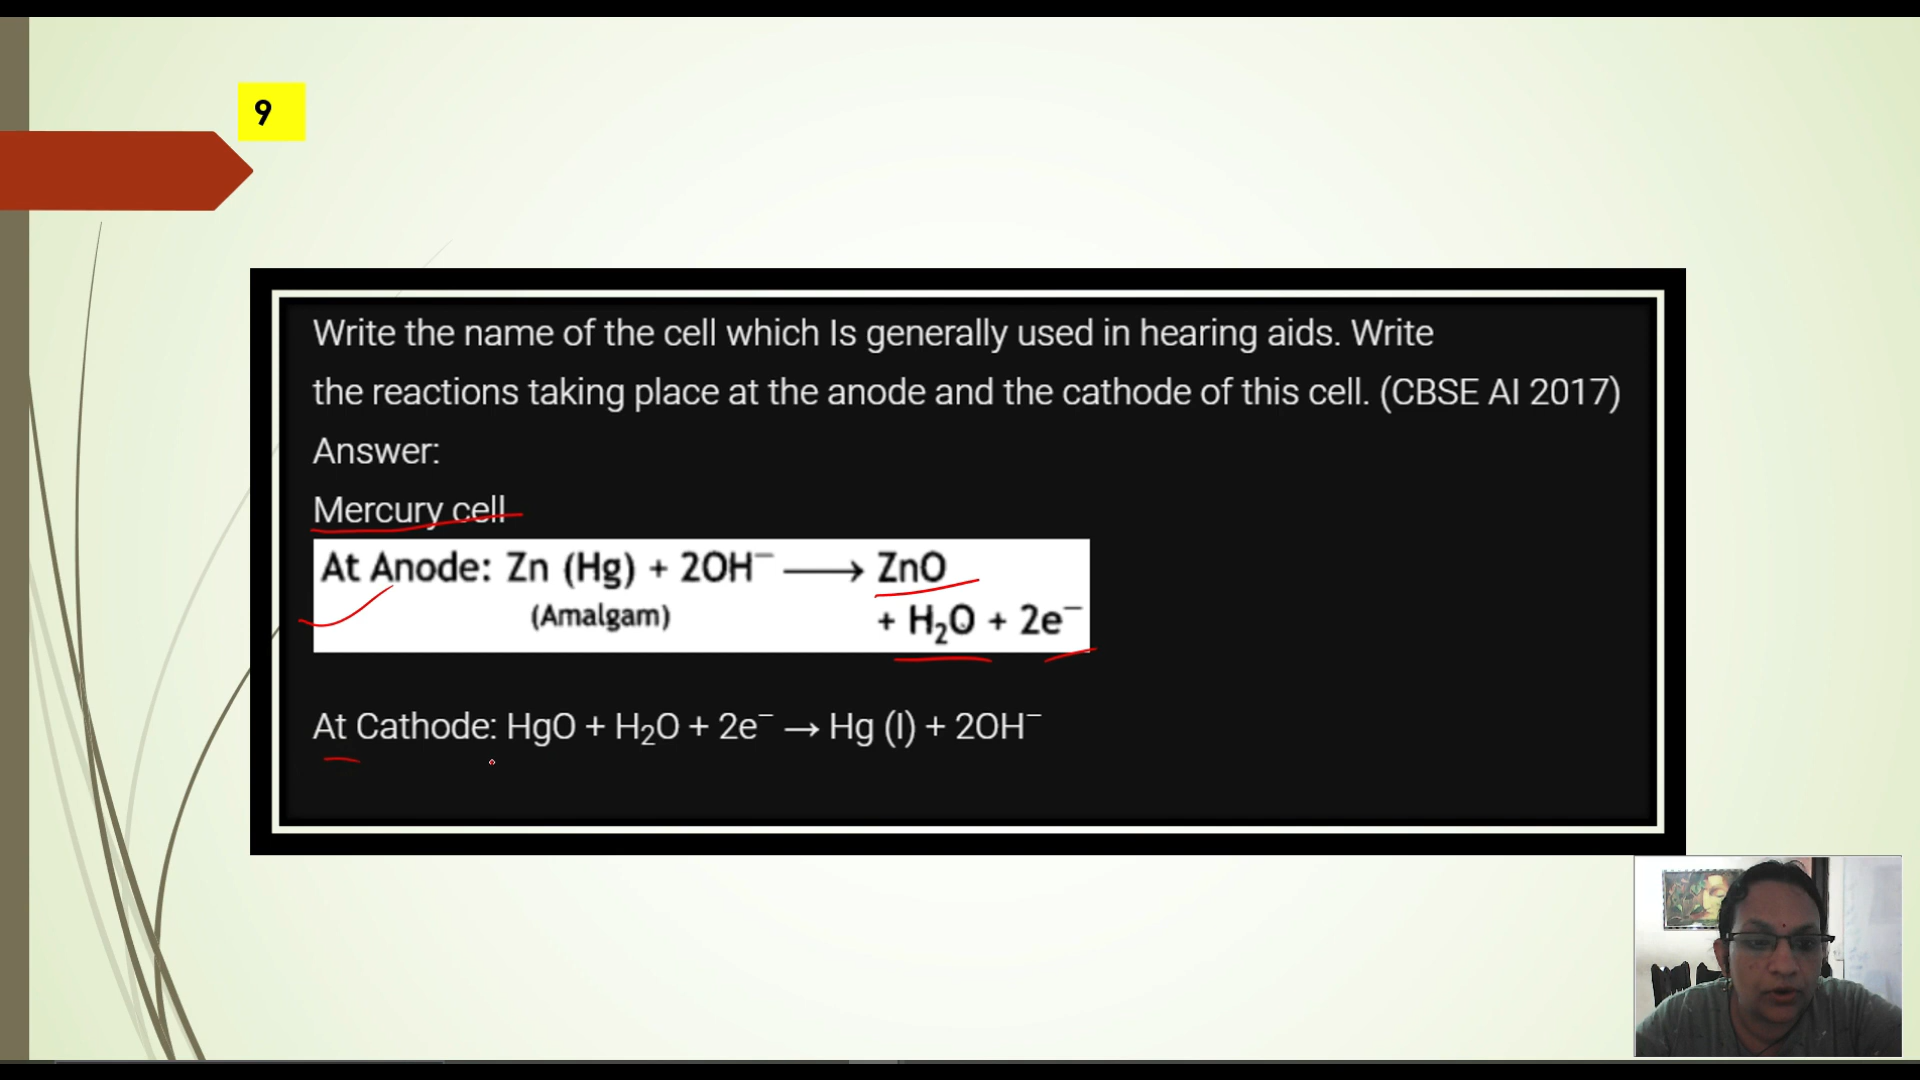 9
Write the name of the cell which Is generally used in hearing aids. Write
the reactions taking place at the anode and the cathode of this cell. (CBSE AI 2017)
Answer:
Mercury cell
At Anode: Zn (Hg) + 2OH⁻ ⟶ ZnO
(Amalgam) + H₂O + 2e⁻
At Cathode: HgO + H₂O + 2e⁻ → Hg (l) + 2OH⁻